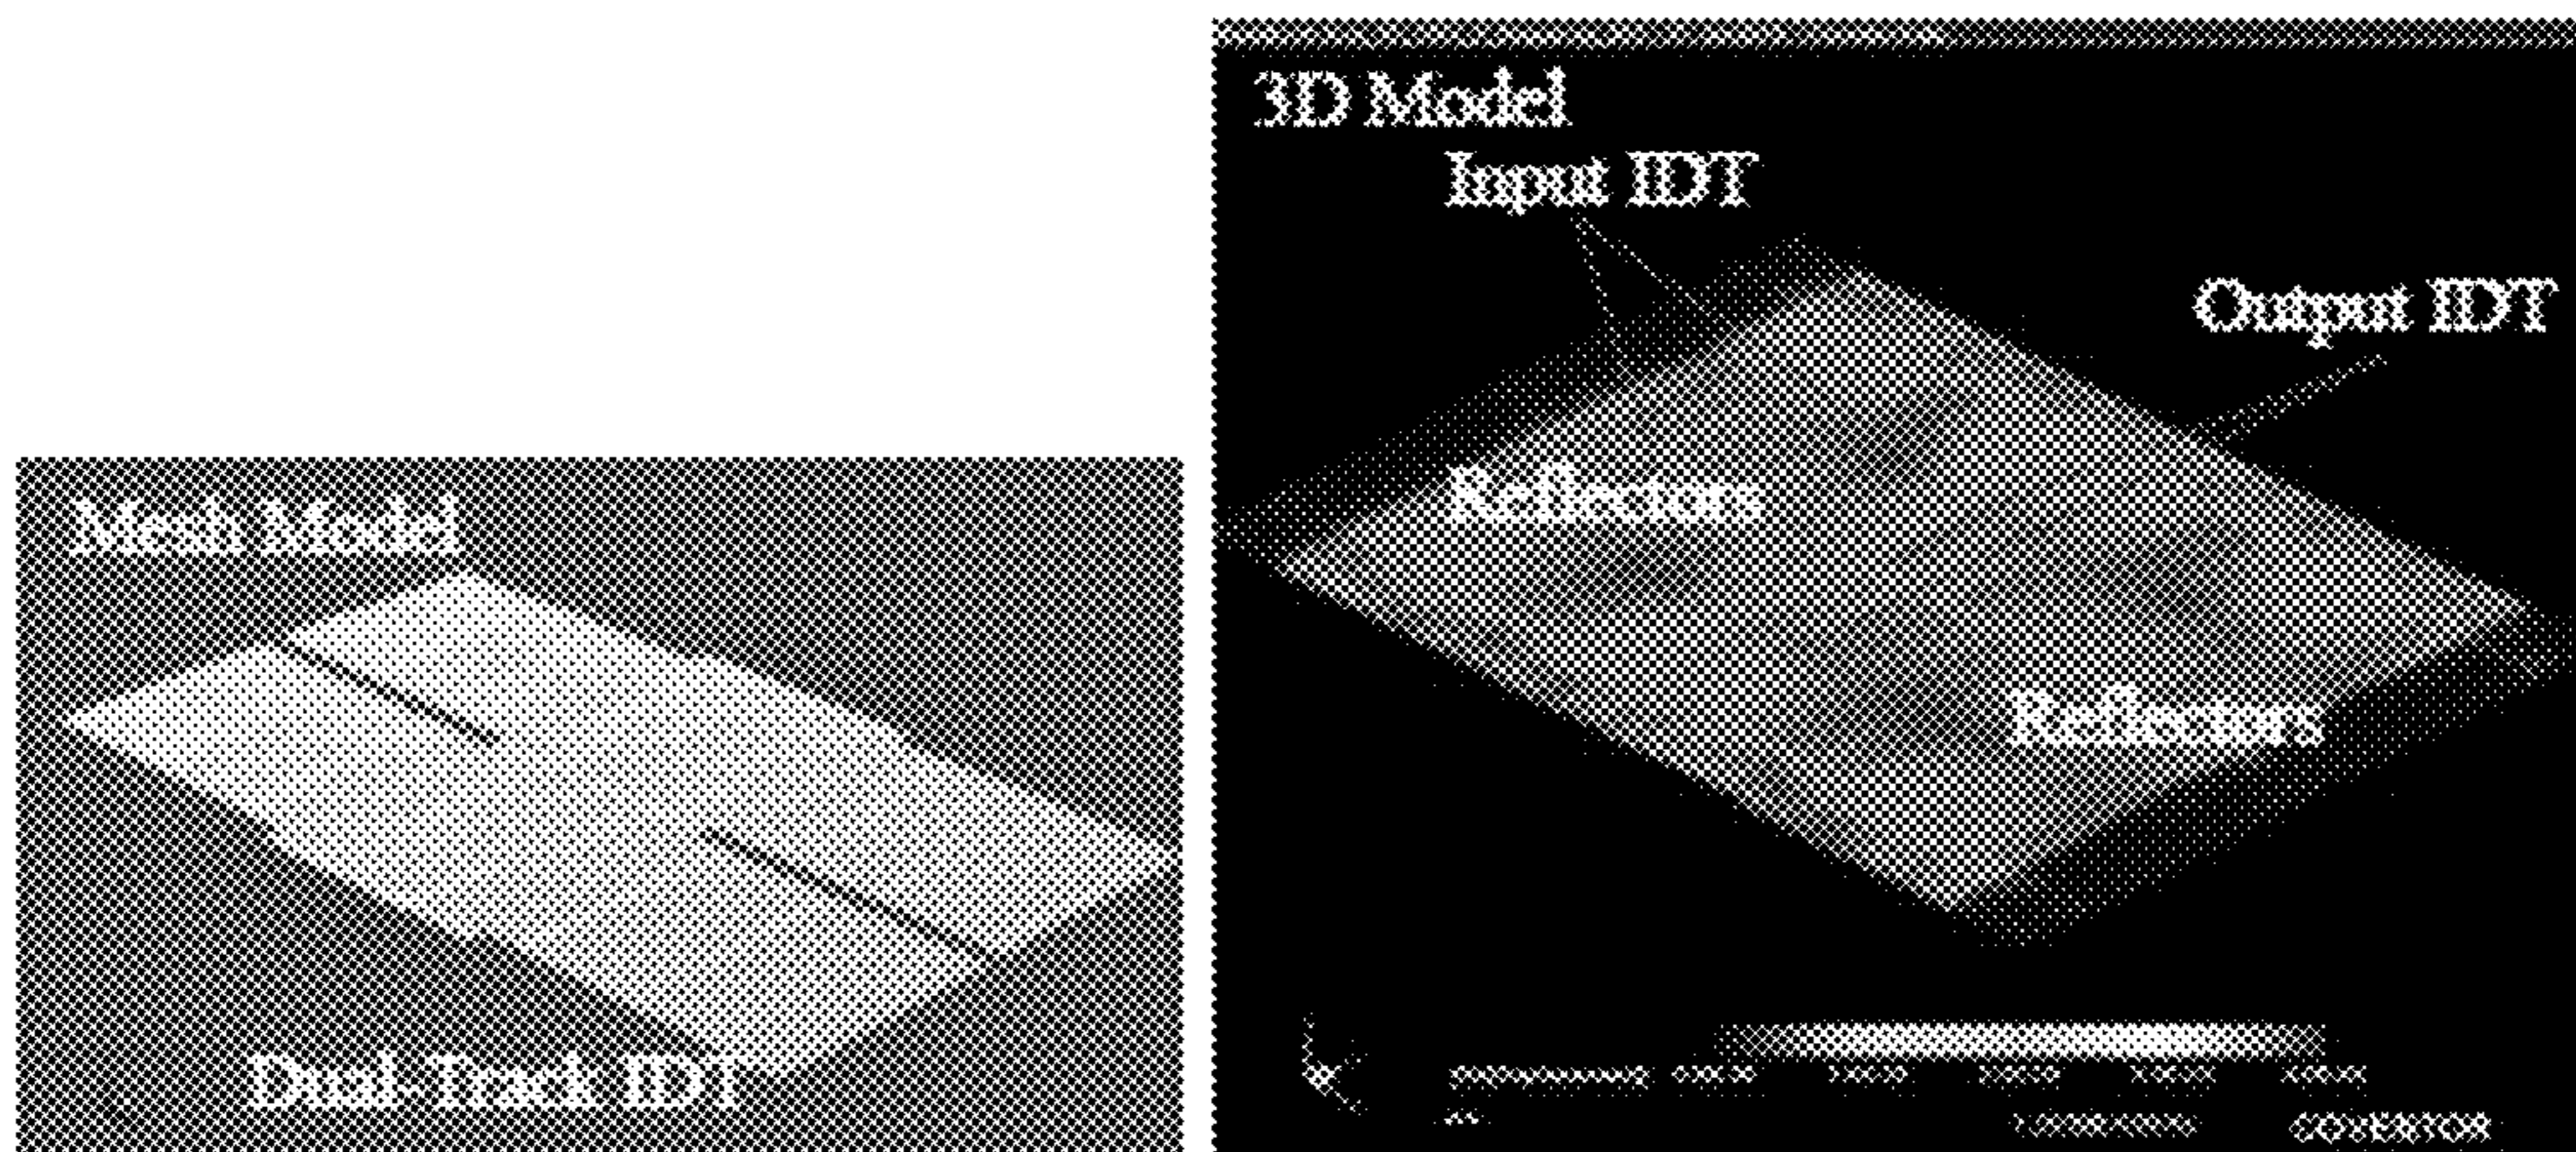 Mesh Model
Dual-Track IDT
3D Model
Input IDT
Output IDT
Reflectors
Reflectors
COVENTOR